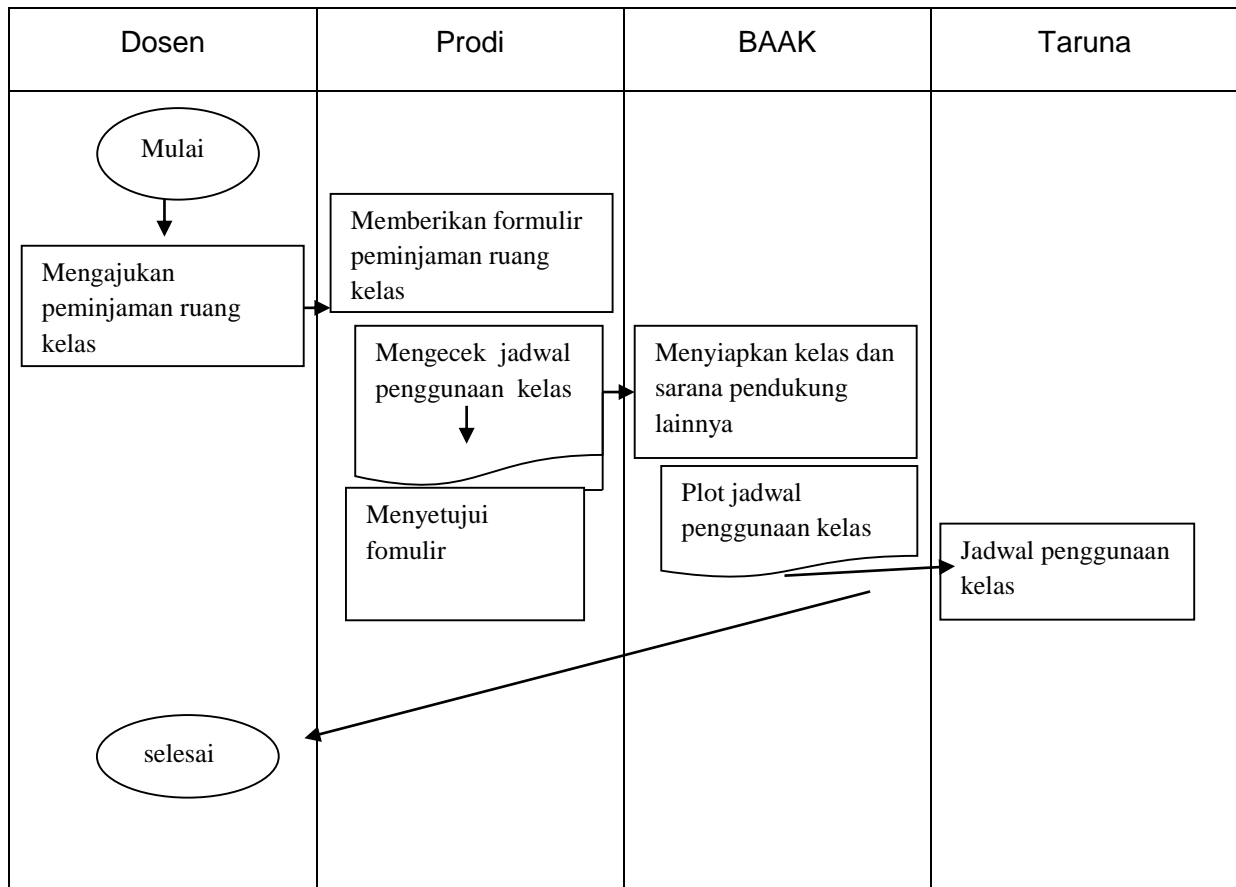 Dosen
Prodi
BAAK
Taruna
Mulai
Mengajukan
peminjaman ruang
kelas
Memberikan formulir
peminjaman ruang
kelas
Mengecek jadwal
penggunaan kelas
Menyetujui
fomulir
Menyiapkan kelas dan
sarana pendukung
lainnya
Plot jadwal
penggunaan kelas
Jadwal penggunaan
kelas
selesai